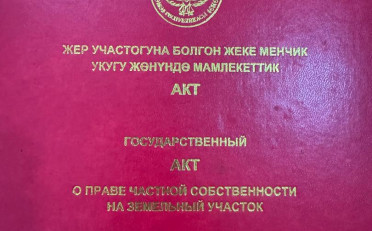 ЖЕР УЧАСТОГУНА БОЛГОН ЖЕКЕ МЕНЧИК
УКУГУ ЖӨНҮНДӨ МАМЛЕКЕТТИК
АКТ
ГОСУДАРСТВЕННЫЙ
АКТ
О ПРАВЕ ЧАСТНОЙ СОБСТВЕННОСТИ
НА ЗЕМЕЛЬНЫЙ УЧАСТОК